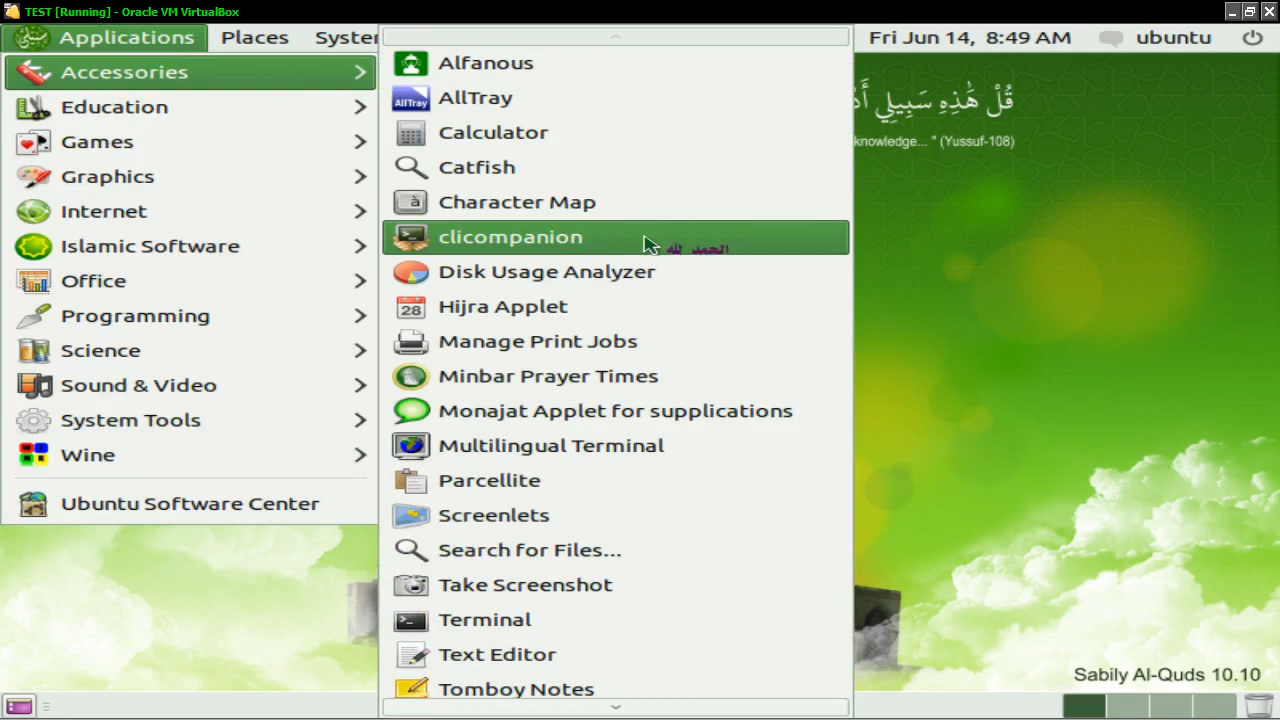 TEST [Running] - Oracle VM VirtualBox
Applications Places Syster Fri Jun 14, 8:49 AM ubuntu
Accessories
Education
Games
Graphics
Internet
Islamic Software
Office
Programming
Science
Sound & Video
System Tools
Wine
Ubuntu Software Center
Alfanous
AllTray
AllTray
Calculator
Catfish
Character Map
clicompanion
الحمد لله
Disk Usage Analyzer
28
Hijra Applet
Manage Print Jobs
Minbar Prayer Times
Monajat Applet for supplications
Multilingual Terminal
Parcellite
Screenlets
Search for Files...
Take Screenshot
Terminal
Text Editor
Tomboy Notes
قُلْ هَٰذِهِ سَبِيلِي
knowledge... " (Yussuf-108)
Sabily Al-Quds 10.10